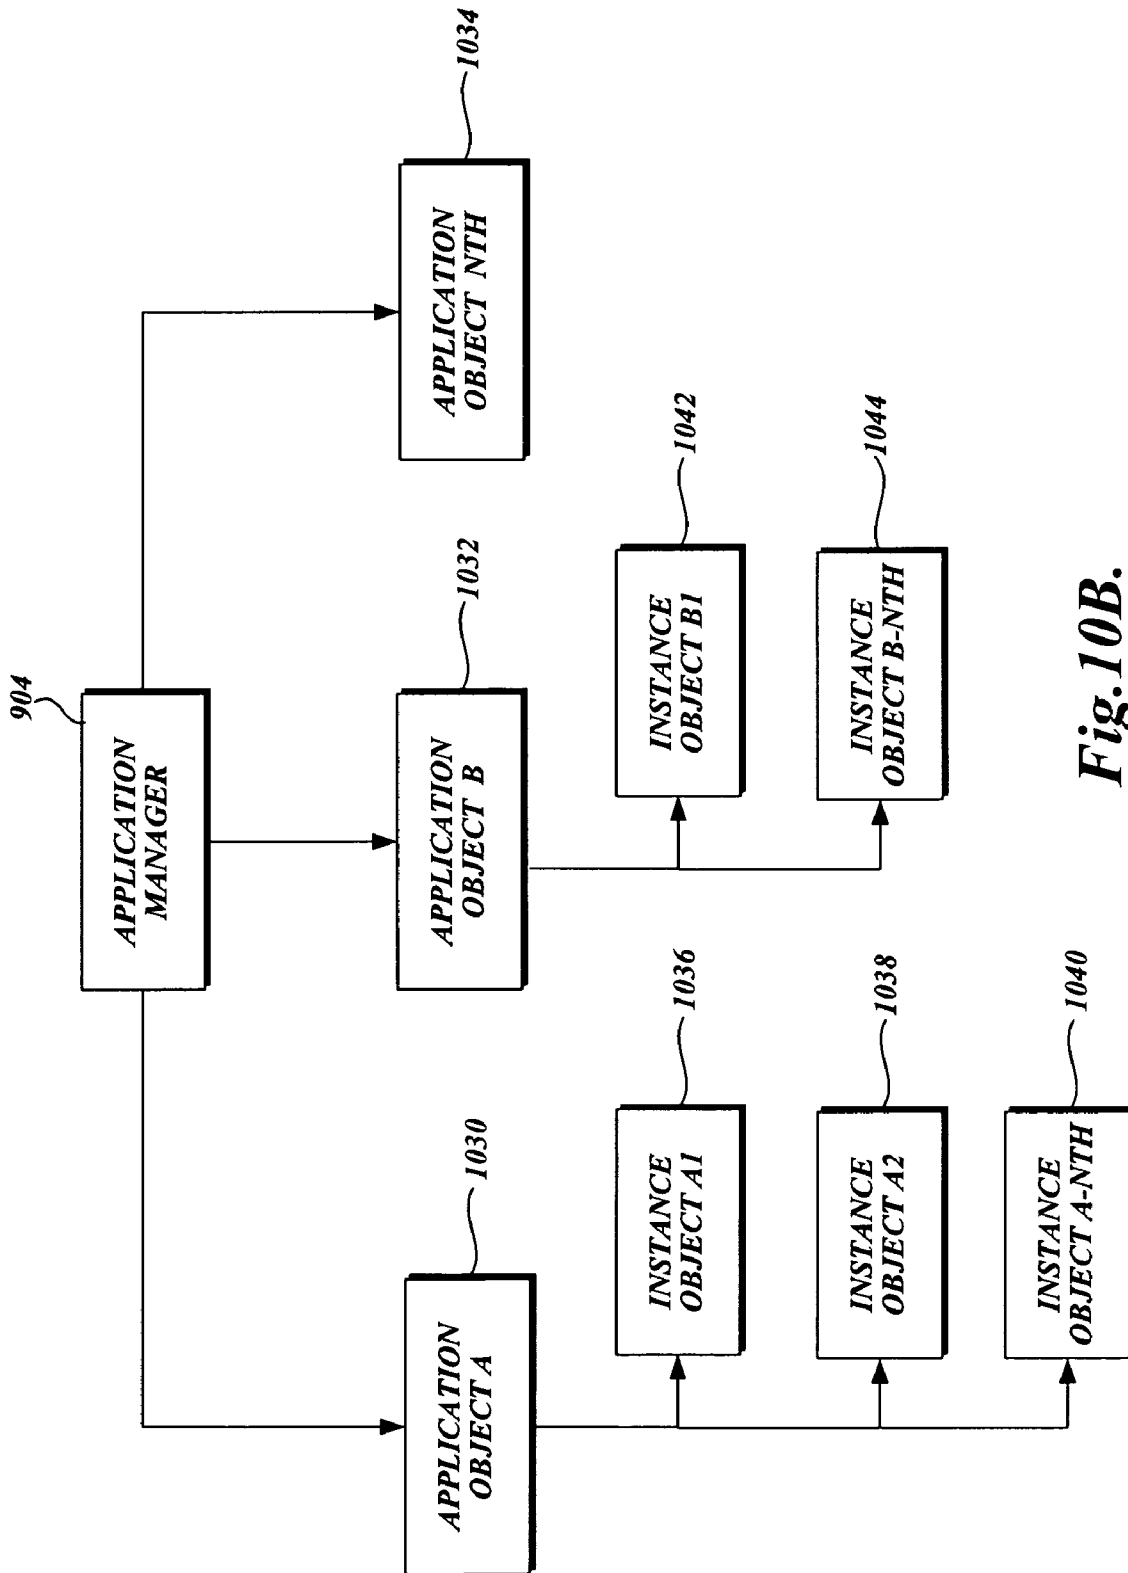 904
APPLICATION
MANAGER
1030
APPLICATION
OBJECT A
1032
APPLICATION
OBJECT B
1034
APPLICATION
OBJECT NTH
1036
INSTANCE
OBJECT A1
1042
INSTANCE
OBJECT B1
1038
INSTANCE
OBJECT A2
1044
INSTANCE
OBJECT B-NTH
1040
INSTANCE
OBJECT A-NTH
Fig.10B.